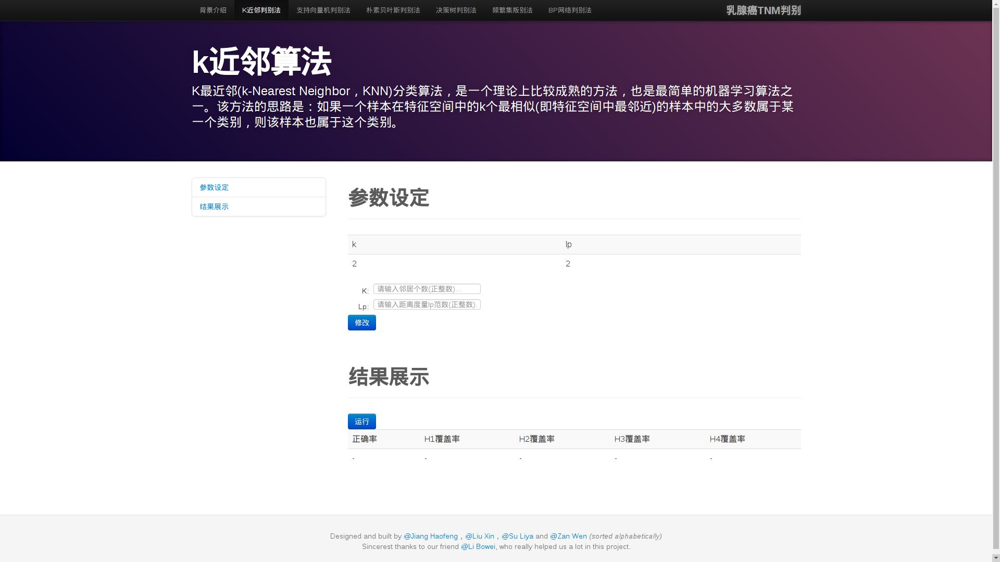 背景介绍 K近邻判别法 支持向量机判别法 朴素贝叶斯判别法 决策树判别法 频繁集叛别法 BP网络判别法 乳腺癌TNM判别
k近邻算法
K最近邻(k-Nearest Neighbor，KNN)分类算法，是一个理论上比较成熟的方法，也是最简单的机器学习算法之
一。该方法的思路是：如果一个样本在特征空间中的k个最相似(即特征空间中最邻近)的样本中的大多数属于某
一个类别，则该样本也属于这个类别。
参数设定
结果展示
参数设定
k lp
2 2
K: 请输入邻居个数(正整数)...
Lp: 请输入距离度量lp范数(正整数).
修改
结果展示
运行
正确率 H1覆盖率 H2覆盖率 H3覆盖率 H4覆盖率
- - - - -
Designed and built by @Jiang Haofeng，@Liu Xin，@Su Liya and @Zan Wen (sorted alphabetically)
Sincerest thanks to our friend @Li Bowei, who really helped us a lot in this project.